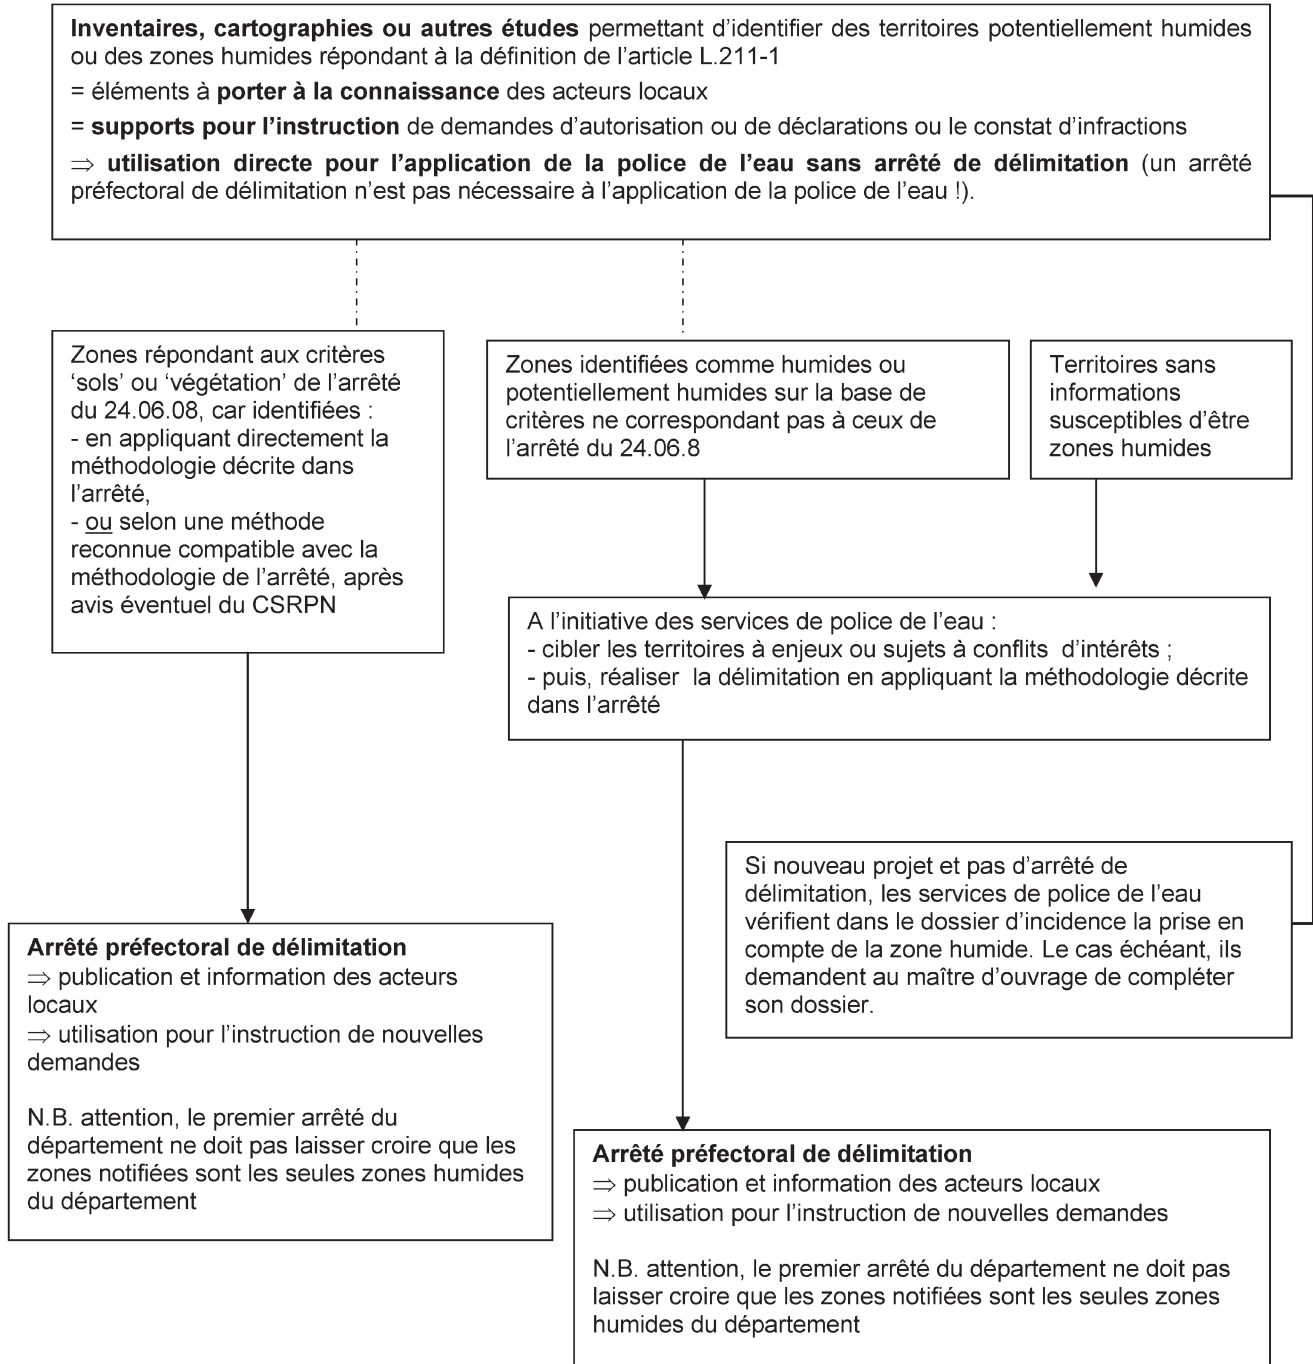 Inventaires, cartographies ou autres études permettant d’identifier des territoires potentiellement humides
ou des zones humides répondant à la définition de l’article L.211-1
= éléments à porter à la connaissance des acteurs locaux
= supports pour l’instruction de demandes d’autorisation ou de déclarations ou le constat d’infractions
⇒ utilisation directe pour l’application de la police de l’eau sans arrêté de délimitation (un arrêté
préfectoral de délimitation n’est pas nécessaire à l’application de la police de l’eau !).
Zones répondant aux critères
‘sols’ ou ‘végétation’ de l’arrêté
du 24.06.08, car identifiées :
- en appliquant directement la
méthodologie décrite dans
l’arrêté,
- ou selon une méthode
reconnue compatible avec la
méthodologie de l’arrêté, après
avis éventuel du CSRPN
Zones identifiées comme humides ou
potentiellement humides sur la base de
critères ne correspondant pas à ceux de
l’arrêté du 24.06.8
Territoires sans
informations
susceptibles d’être
zones humides
A l’initiative des services de police de l’eau :
- cibler les territoires à enjeux ou sujets à conflits d’intérêts ;
- puis, réaliser la délimitation en appliquant la méthodologie décrite
dans l’arrêté
Si nouveau projet et pas d’arrêté de
délimitation, les services de police de l’eau
vérifient dans le dossier d’incidence la prise en
compte de la zone humide. Le cas échéant, ils
demandent au maître d’ouvrage de compléter
son dossier.
Arrêté préfectoral de délimitation
⇒ publication et information des acteurs
locaux
⇒ utilisation pour l’instruction de nouvelles
demandes
N.B. attention, le premier arrêté du
département ne doit pas laisser croire que les
zones notifiées sont les seules zones humides
du département
Arrêté préfectoral de délimitation
⇒ publication et information des acteurs locaux
⇒ utilisation pour l’instruction de nouvelles demandes
N.B. attention, le premier arrêté du département ne doit pas
laisser croire que les zones notifiées sont les seules zones
humides du département